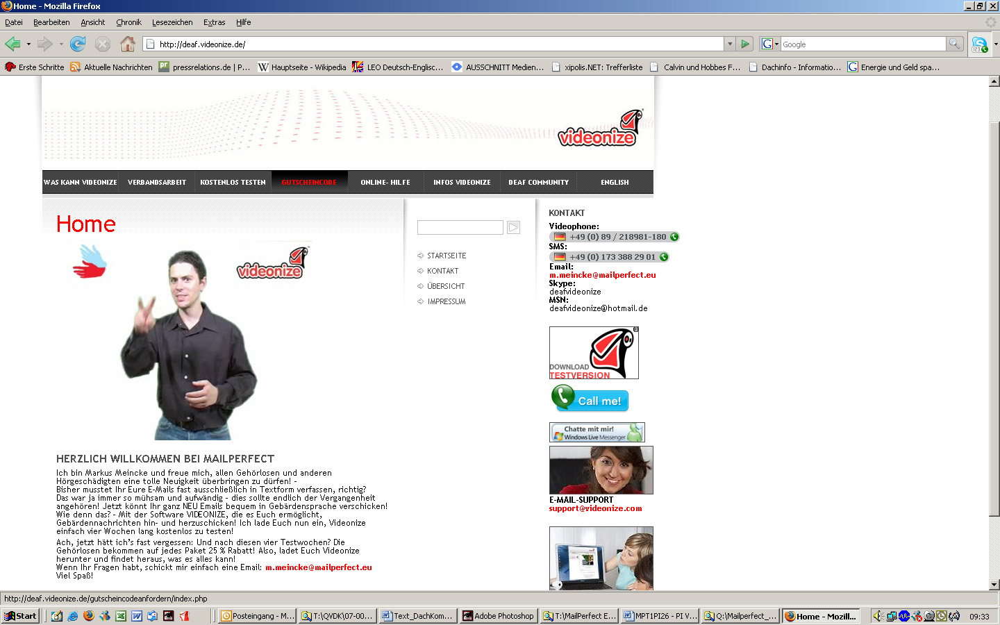 Home - Mozilla Firefox
Datei Bearbeiten Ansicht Chronik Lesezeichen Extras Hilfe
http://deaf.videonize.de/
Google
Erste Schritte Aktuelle Nachrichten pressrelations.de | P... Hauptseite - Wikipedia LEO Deutsch-Englisc... AUSSCHNITT Medien... xipolis.NET: Trefferliste Calvin und Hobbes F... Dachinfo - Informatio... Energie und Geld spa...
videonize
WAS KANN VIDEONIZE VERBANDSARBEIT KOSTENLOS TESTEN GUTSCHEINCODE ONLINE- HILFE INFOS VIDEONIZE DEAF COMMUNITY ENGLISH
Home
videonize
HERZLICH WILLKOMMEN BEI MAILPERFECT
Ich bin Markus Meincke und freue mich, allen Gehörlosen und anderen
Hörgeschädigten eine tolle Neuigkeit überbringen zu dürfen! -
Bisher musstet Ihr Eure E-Mails fast ausschließlich in Textform verfassen, richtig?
Das war ja immer so mühsam und aufwändig - dies sollte endlich der Vergangenheit
angehören! Jetzt könnt Ihr ganz NEU Emails bequem in Gebärdensprache verschicken!
Wie denn das? - Mit der Software VIDEONIZE, die es Euch ermöglicht,
Gebärdennachrichten hin- und herzuschicken! Ich lade Euch nun ein, Videonize
einfach vier Wochen lang kostenlos zu testen!
Ach, jetzt hätt ich's fast vergessen: Und nach diesen vier Testwochen? Die
Gehörlosen bekommen auf jedes Paket 25 % Rabatt! Also, ladet Euch Videonize
herunter und findet heraus, was es alles kann!
Wenn Ihr Fragen habt, schickt mir einfach eine Email: m.meincke@mailperfect.eu
Viel Spaß!
STARTSEITE
KONTAKT
ÜBERSICHT
IMPRESSUM
KONTAKT
Videophone:
+49 (0) 89 / 218981-180
SMS:
+49 (0) 173 388 29 01
Email:
m.meincke@mailperfect.eu
Skype:
deafvideonize
MSN:
deafvideonize@hotmail.de
DOWNLOAD
TESTVERSION
Call me!
Chatte mit mir!
Windows Live Messenger
E-MAIL-SUPPORT
support@videonize.com
http://deaf.videonize.de/gutscheincodeanfordern/index.php
Start Posteingang - M... T:\QVDK\07-00... Text_DachKom... Adobe Photoshop T:\MailPerfect E... MPT1PI26 - PI V... Q:\Mailperfect_... Home - Mozill... 09:33